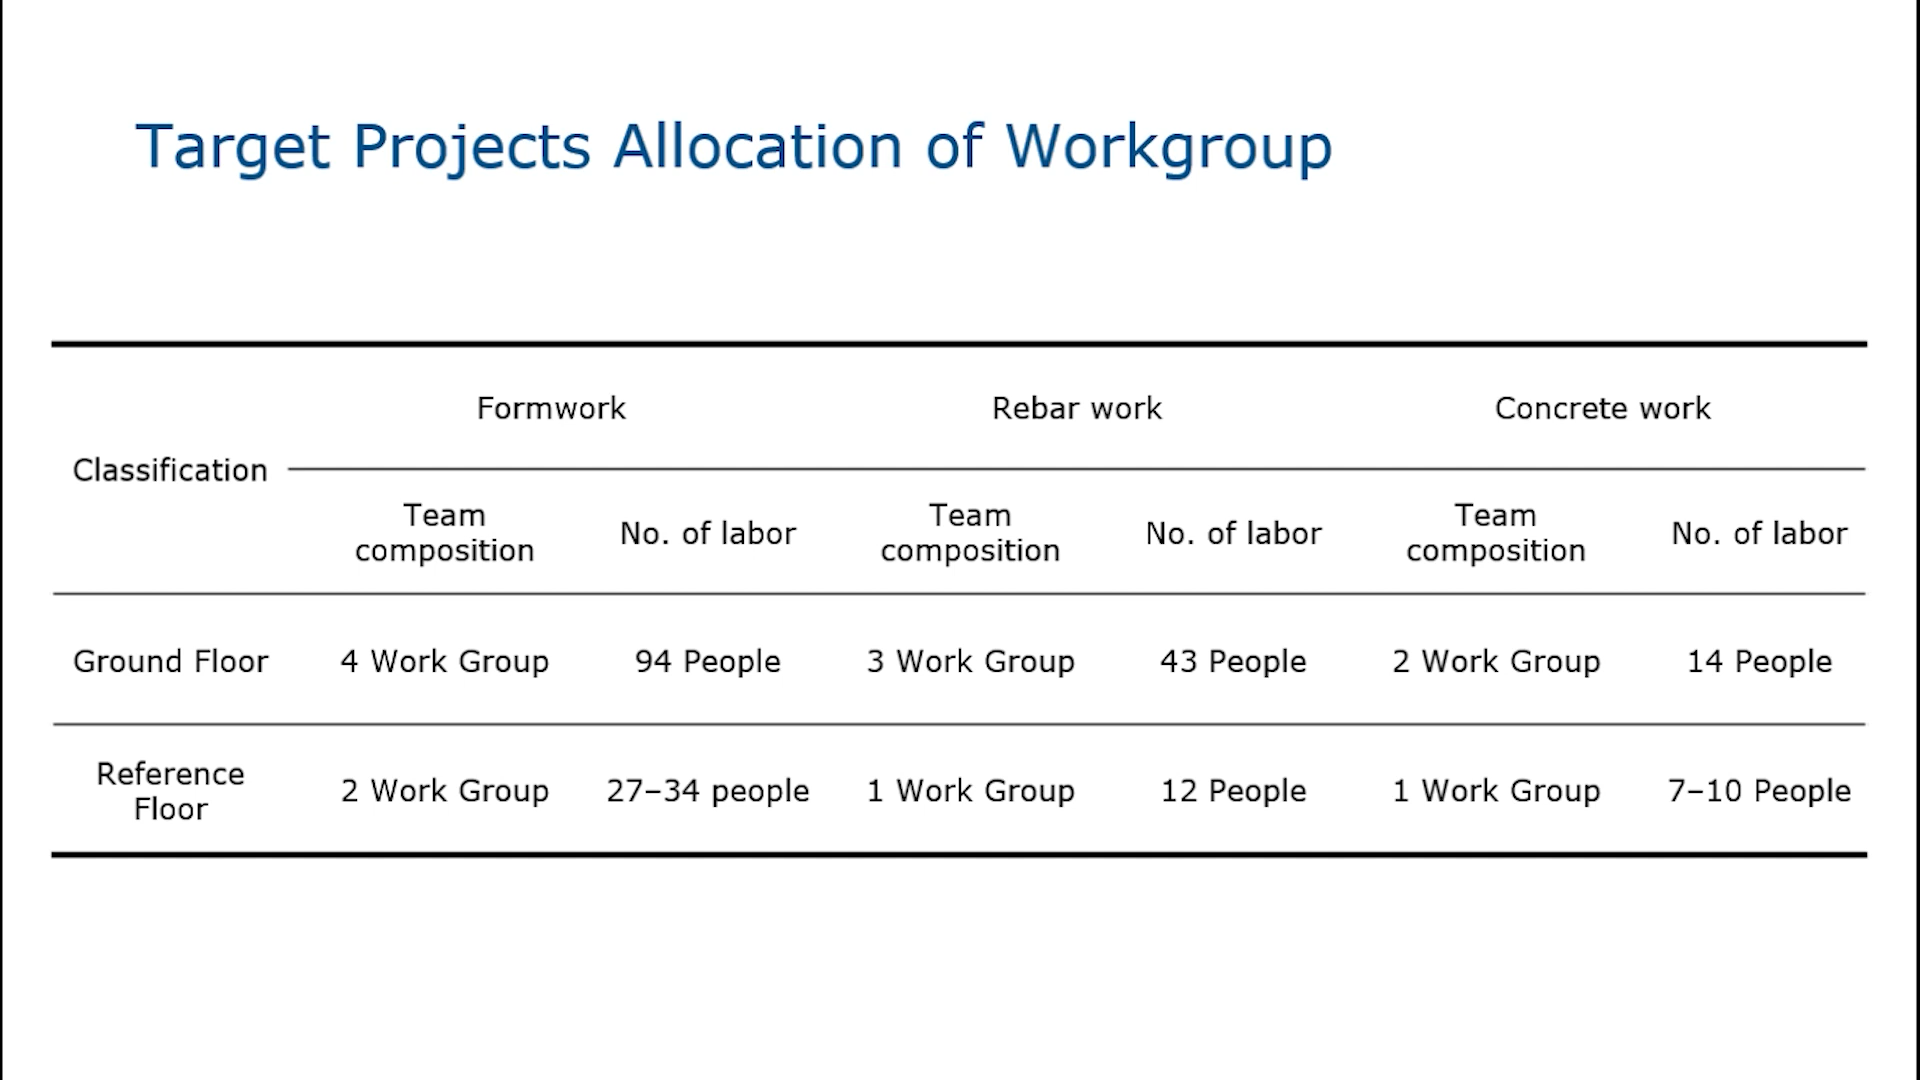 Target Projects Allocation of Workgroup
Formwork Rebar work Concrete work
Classification
Team composition No. of labor Team composition No. of labor Team composition No. of labor
Ground Floor 4 Work Group 94 People 3 Work Group 43 People 2 Work Group 14 People
Reference Floor 2 Work Group 27–34 people 1 Work Group 12 People 1 Work Group 7–10 People